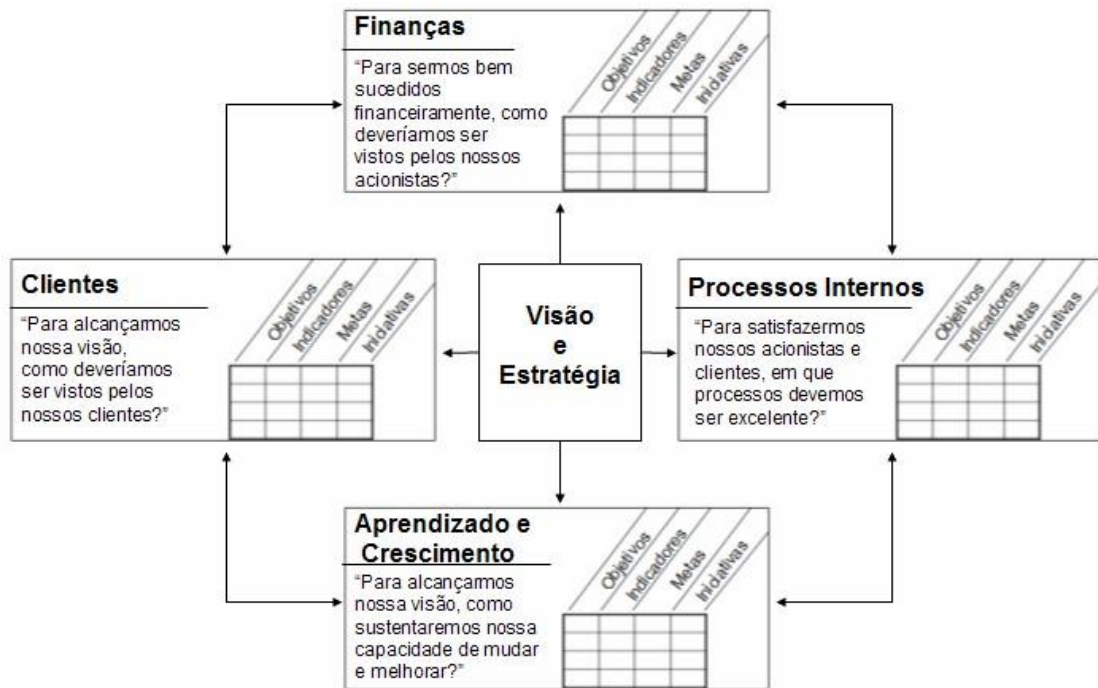 Finanças
“Para sermos bem
sucedidos
financeiramente, como
deveríamos ser
vistos pelos nossos
acionistas?”
Objetivos
Indicadores
Metas
Iniciativas
Clientes
“Para alcançarmos
nossa visão,
como deveríamos
ser vistos pelos
nossos clientes?”
Objetivos
Indicadores
Metas
Iniciativas
Visão
e
Estratégia
Processos Internos
“Para satisfazermos
nossos acionistas e
clientes, em que
processos devemos
ser excelente?”
Objetivos
Indicadores
Metas
Iniciativas
Aprendizado e
Crescimento
“Para alcançarmos
nossa visão, como
sustentaremos nossa
capacidade de mudar
e melhorar?”
Objetivos
Indicadores
Metas
Iniciativas